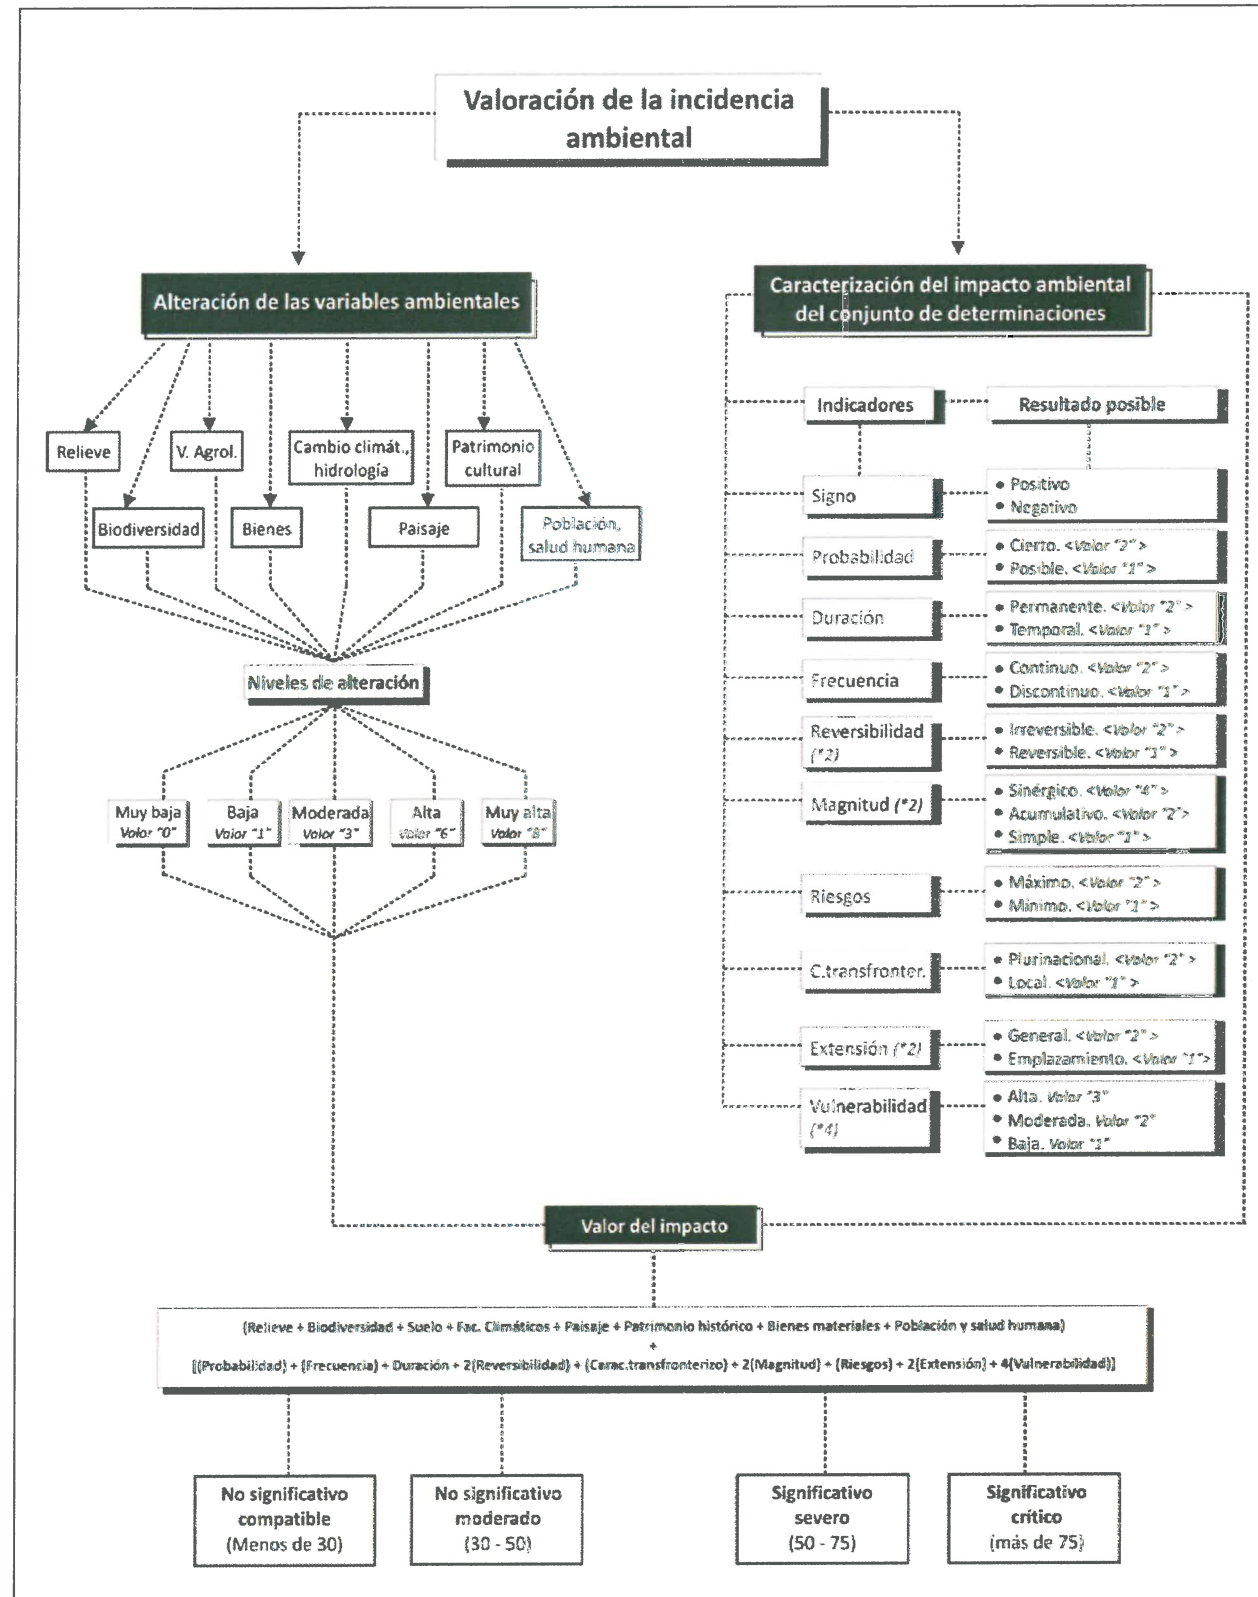 Valoración de la incidencia
ambiental
Alteración de las variables ambientales
Relieve
V. Agrol.
Cambio climát.,
hidrología
Patrimonio
cultural
Biodiversidad
Bienes
Paisaje
Población,
salud humana
Niveles de alteración
Muy baja
Valor "0"
Baja
Valor "1"
Moderada
Valor "3"
Alta
Valor "6"
Muy alta
Valor "8"
Caracterización del impacto ambiental
del conjunto de determinaciones
Indicadores
Resultado posible
Signo
• Positivo
• Negativo
Probabilidad
• Cierto. <Valor "2" >
• Posible. <Valor "1" >
Duración
• Permanente. <Valor "2" >
• Temporal. <Valor "1" >
Frecuencia
• Continuo. <Valor "2" >
• Discontinuo. <Valor "1">
Reversibilidad
(*2)
• Irreversible. <Valor "2" >
• Reversible. <Valor "1" >
Magnitud (*2)
• Sinérgico. <Valor "4" >
• Acumulativo. <Valor "2">
• Simple. <Valor "1" >
Riesgos
• Máximo. <Valor "2" >
• Mínimo. <Valor "1" >
C.transfronter.
• Plurinacional. <Valor "2" >
• Local. <Valor "1" >
Extensión (*2)
• General. <Valor "2" >
• Emplazamiento. <Valor "1">
Vulnerabilidad
(*4)
• Alta. Valor "3"
• Moderada. Valor "2"
• Baja. Valor "1"
Valor del impacto
(Relieve + Biodiversidad + Suelo + Fac. Climáticos + Paisaje + Patrimonio histórico + Bienes materiales + Población y salud humana)
+
[(Probabilidad) + (Frecuencia) + Duración + 2(Reversibilidad) + (Carac.transfronterizo) + 2(Magnitud) + (Riesgos) + 2(Extensión) + 4(Vulnerabilidad)]
No significativo
compatible
(Menos de 30)
No significativo
moderado
(30 - 50)
Significativo
severo
(50 - 75)
Significativo
crítico
(más de 75)